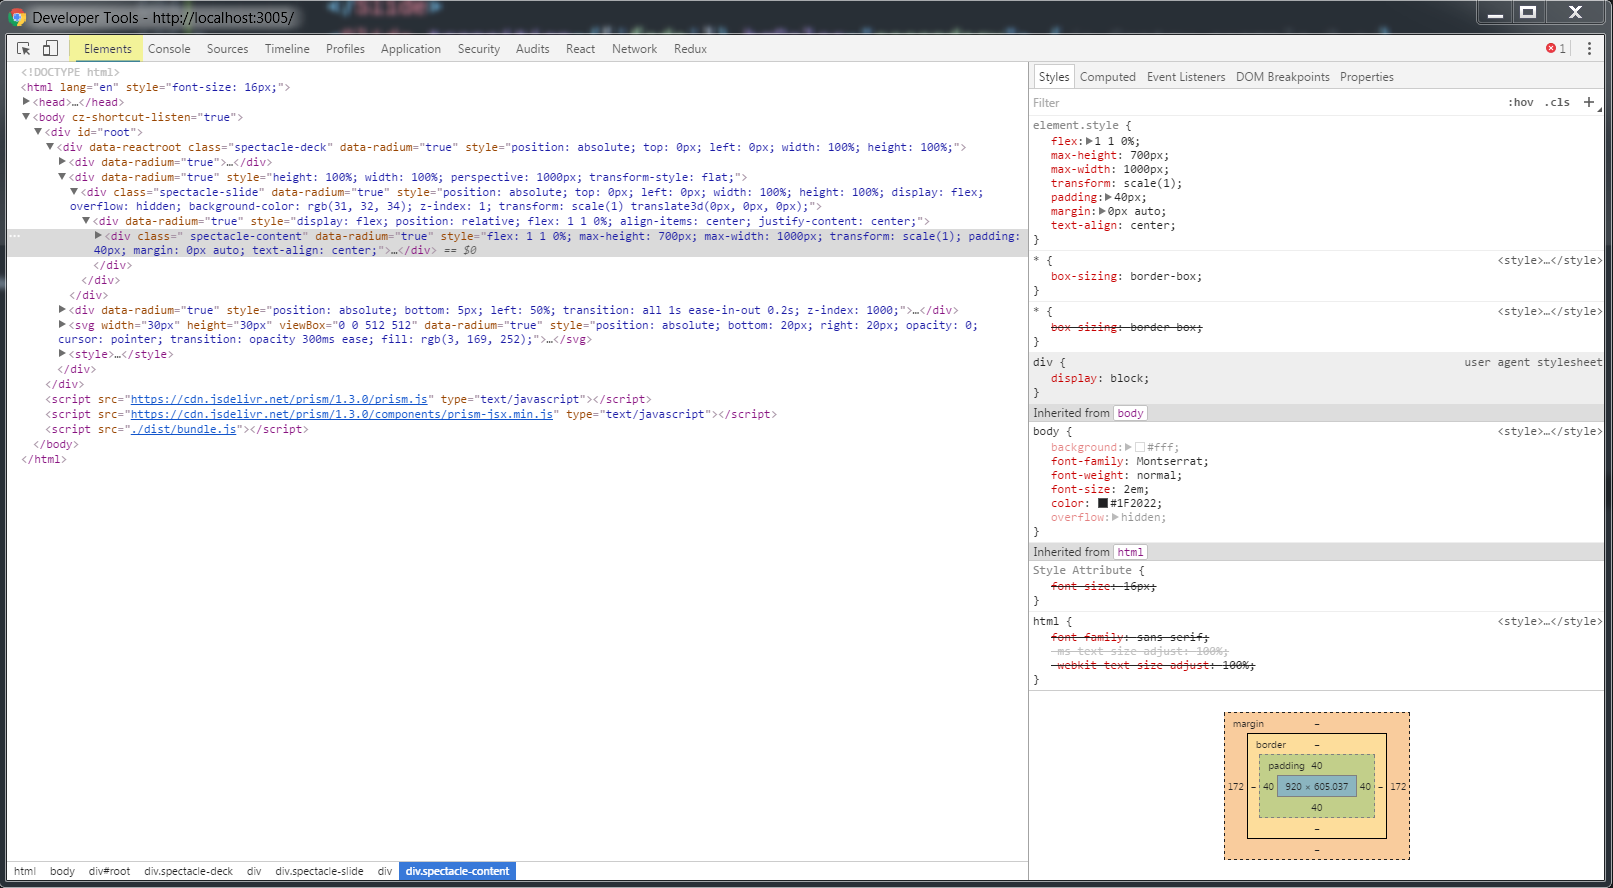 Developer Tools - http://localhost:3005/
Elements Console Sources Timeline Profiles Application Security Audits React Network Redux 1
<!DOCTYPE html>
<html lang="en" style="font-size: 16px;">
<head>…</head>
<body cz-shortcut-listen="true">
<div id="root">
<div data-reactroot class="spectacle-deck" data-radium="true" style="position: absolute; top: 0px; left: 0px; width: 100%; height: 100%;">
<div data-radium="true">…</div>
<div data-radium="true" style="height: 100%; width: 100%; perspective: 1000px; transform-style: flat;">
<div class="spectacle-slide" data-radium="true" style="position: absolute; top: 0px; left: 0px; width: 100%; height: 100%; display: flex;
overflow: hidden; background-color: rgb(31, 32, 34); z-index: 1; transform: scale(1) translate3d(0px, 0px, 0px);">
<div data-radium="true" style="display: flex; position: relative; flex: 1 1 0%; align-items: center; justify-content: center;">
<div class=" spectacle-content" data-radium="true" style="flex: 1 1 0%; max-height: 700px; max-width: 1000px; transform: scale(1); padding:
40px; margin: 0px auto; text-align: center;">…</div> == $0
</div>
</div>
</div>
<div data-radium="true" style="position: absolute; bottom: 5px; left: 50%; transition: all 1s ease-in-out 0.2s; z-index: 1000;">…</div>
<svg width="30px" height="30px" viewBox="0 0 512 512" data-radium="true" style="position: absolute; bottom: 20px; right: 20px; opacity: 0;
cursor: pointer; transition: opacity 300ms ease; fill: rgb(3, 169, 252);">…</svg>
<style>…</style>
</div>
</div>
<script src="https://cdn.jsdelivr.net/prism/1.3.0/prism.js" type="text/javascript"></script>
<script src="https://cdn.jsdelivr.net/prism/1.3.0/components/prism-jsx.min.js" type="text/javascript"></script>
<script src="./dist/bundle.js"></script>
</body>
</html>
html body div#root div.spectacle-deck div div.spectacle-slide div div.spectacle-content
Styles Computed Event Listeners DOM Breakpoints Properties
Filter :hov .cls +
element.style {
flex: 1 1 0%;
max-height: 700px;
max-width: 1000px;
transform: scale(1);
padding: 40px;
margin: 0px auto;
text-align: center;
}
* { <style>…</style>
box-sizing: border-box;
}
* { <style>…</style>
box-sizing: border-box;
}
div { user agent stylesheet
display: block;
}
Inherited from body
body { <style>…</style>
background: #fff;
font-family: Montserrat;
font-weight: normal;
font-size: 2em;
color: #1F2022;
overflow: hidden;
}
Inherited from html
Style Attribute {
font-size: 16px;
}
html { <style>…</style>
font-family: sans-serif;
-ms-text-size-adjust: 100%;
-webkit-text-size-adjust: 100%;
}
margin –
border –
padding 40
172 – 40 920 × 605.037 40 – 172
40
–
–